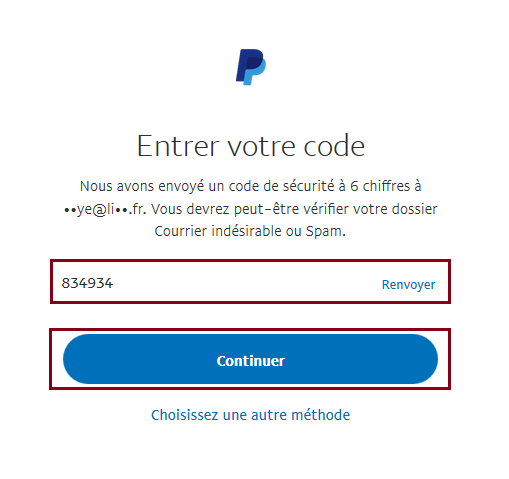 Entrer votre code
Nous avons envoyé un code de sécurité à 6 chiffres à
••ye@li••.fr. Vous devrez peut-être vérifier votre dossier
Courrier indésirable ou Spam.
834934
Renvoyer
Continuer
Choisissez une autre méthode